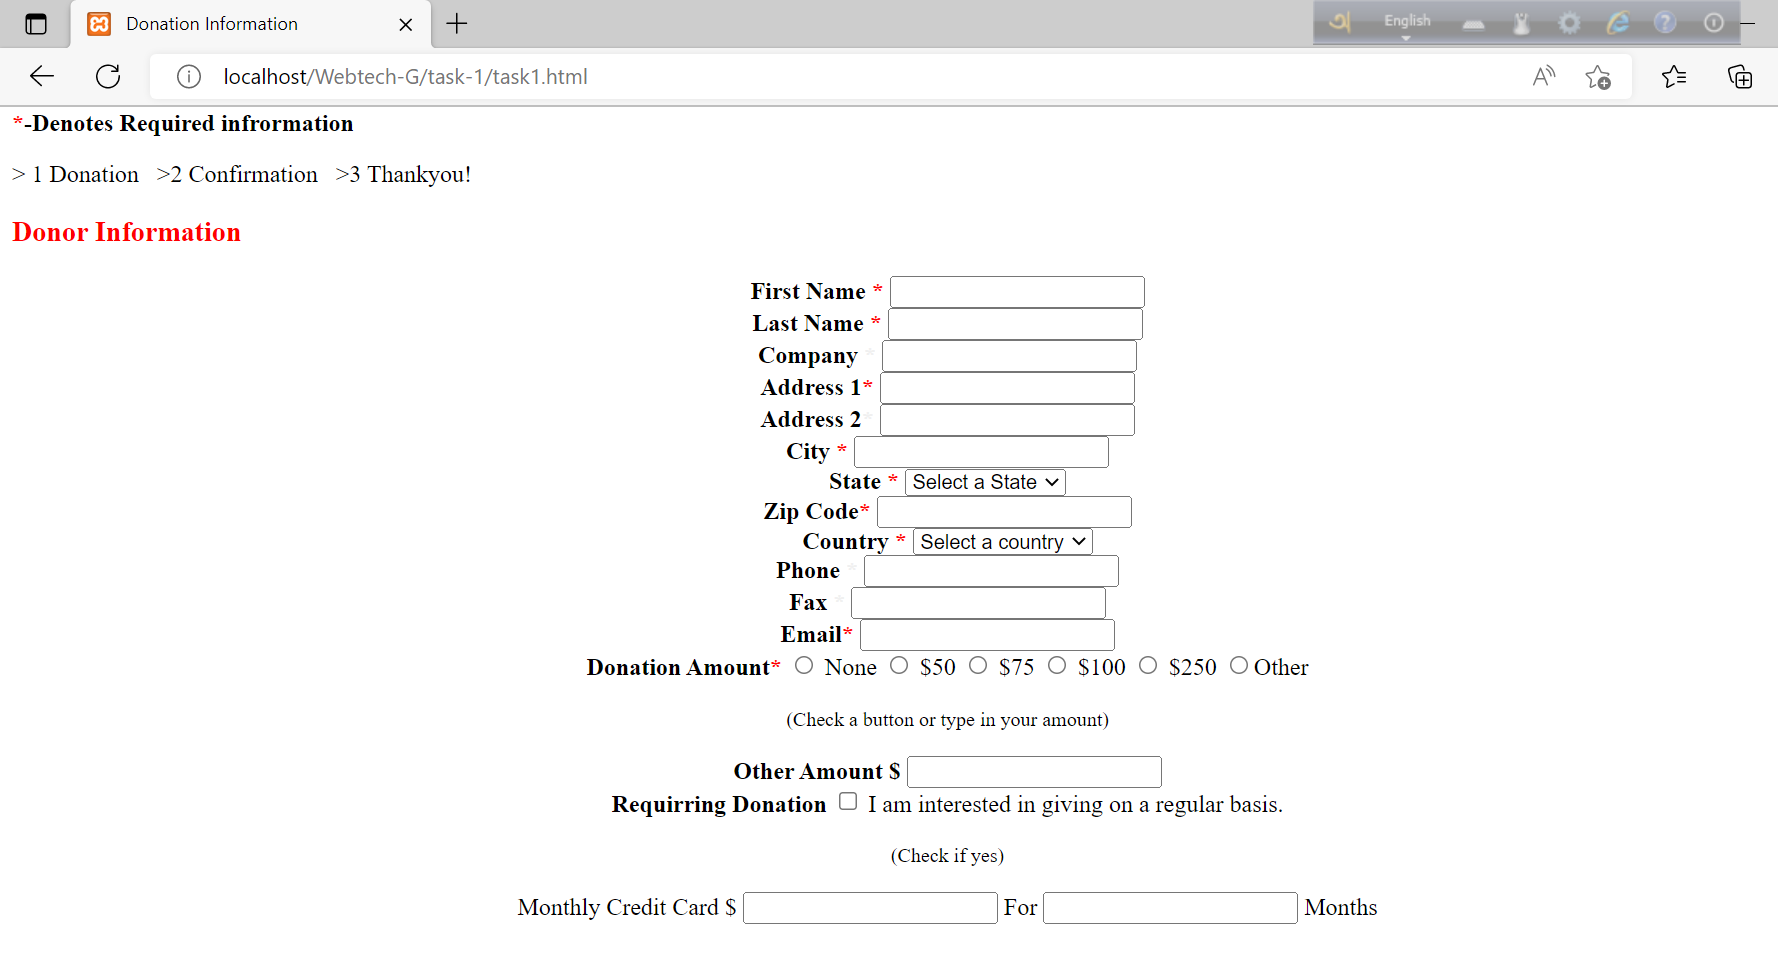 Donation Information
অ English
localhost/Webtech-G/task-1/task1.html
*-Denotes Required infrormation
> 1 Donation >2 Confirmation >3 Thankyou!
Donor Information
First Name *
Last Name *
Company *
Address 1*
Address 2 *
City *
State * Select a State
Zip Code*
Country * Select a country
Phone *
Fax *
Email*
Donation Amount* None $50 $75 $100 $250 Other
(Check a button or type in your amount)
Other Amount $
Requirring Donation I am interested in giving on a regular basis.
(Check if yes)
Monthly Credit Card $ For Months